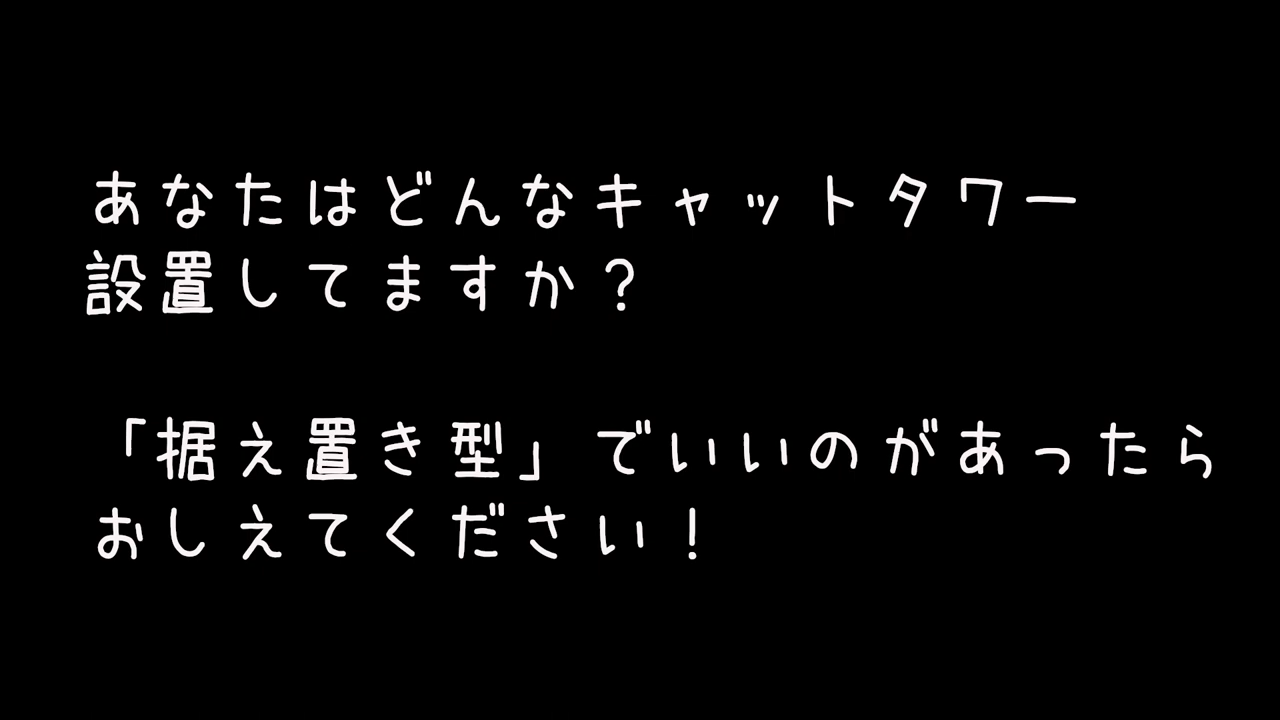 あなたはどんなキャットタワー
設置してますか？
「据え置き型」でいいのがあったら
おしえてください！